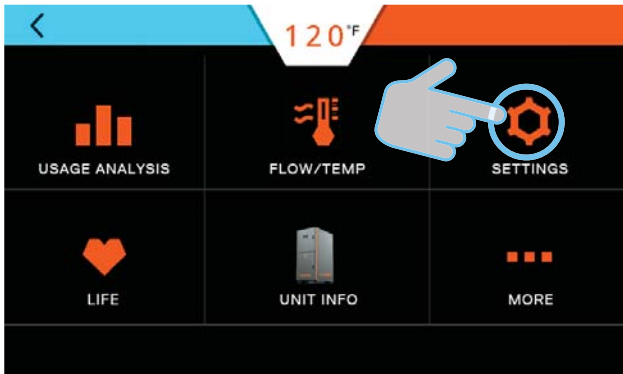 120°F
USAGE ANALYSIS
FLOW/TEMP
SETTINGS
LIFE
UNIT INFO
MORE